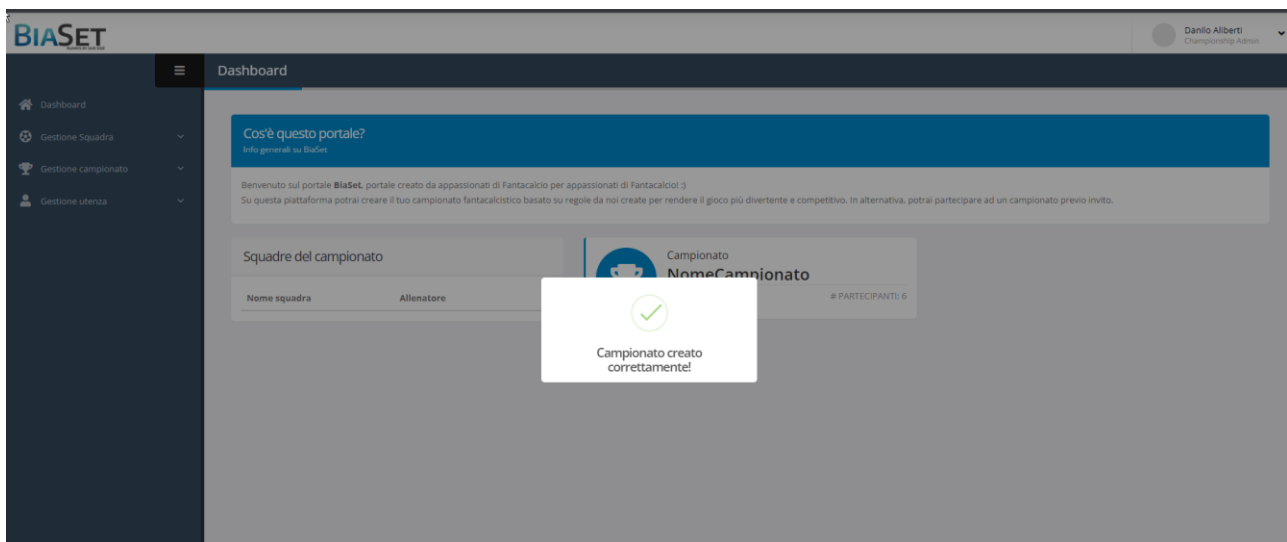 BIASET
Danilo Aliberti
Championship Admin
Dashboard
Dashboard
Gestione Squadra
Gestione campionato
Gestione utenza
Cos'è questo portale?
Info generali su BiaSet
Benvenuto sul portale BiaSet, portale creato da appassionati di Fantacalcio per appassionati di Fantacalcio! :)
Su questa piattaforma potrai creare il tuo campionato fantacalcistico basato su regole da noi create per rendere il gioco più divertente e competitivo. In alternativa, potrai partecipare ad un campionato previo invito.
Squadre del campionato
Nome squadra Allenatore
Campionato
NomeCampionato
# PARTECIPANTI: 6
Campionato creato
correttamente!